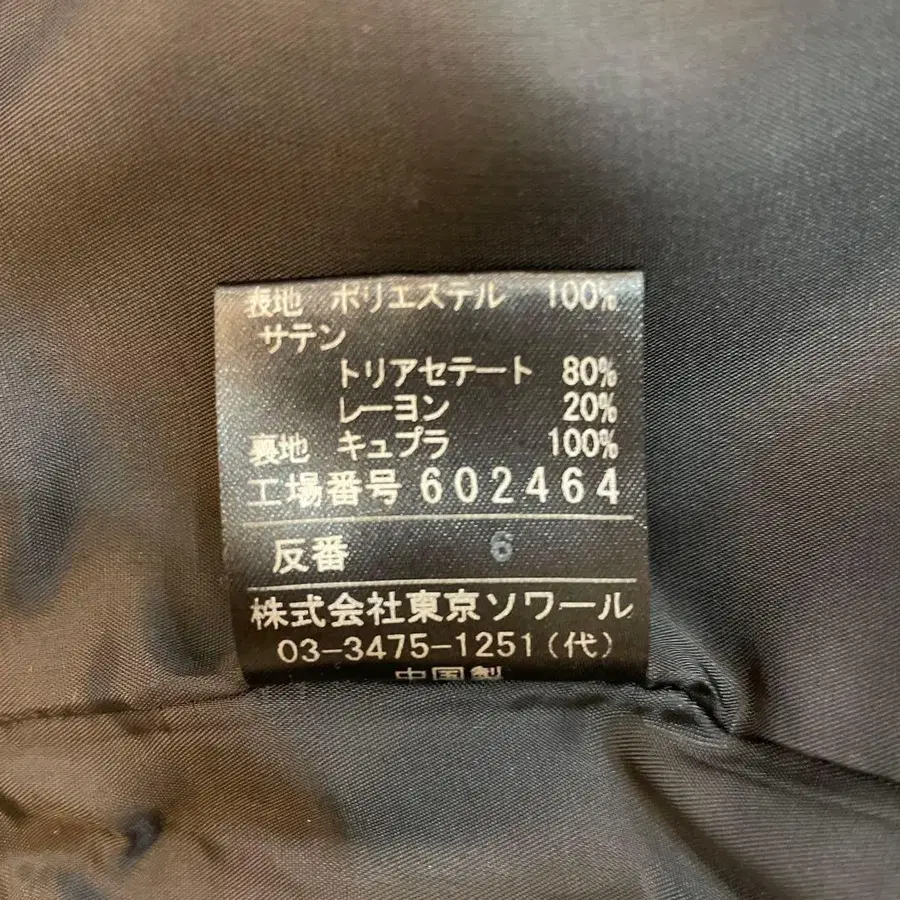 表地 ポリエステル 100%
サテン
トリアセテート 80%
レーヨン 20%
裏地 キュプラ 100%
工場番号 602464
反番 6
株式会社東京ソワール
03-3475-1251(代)
中国製